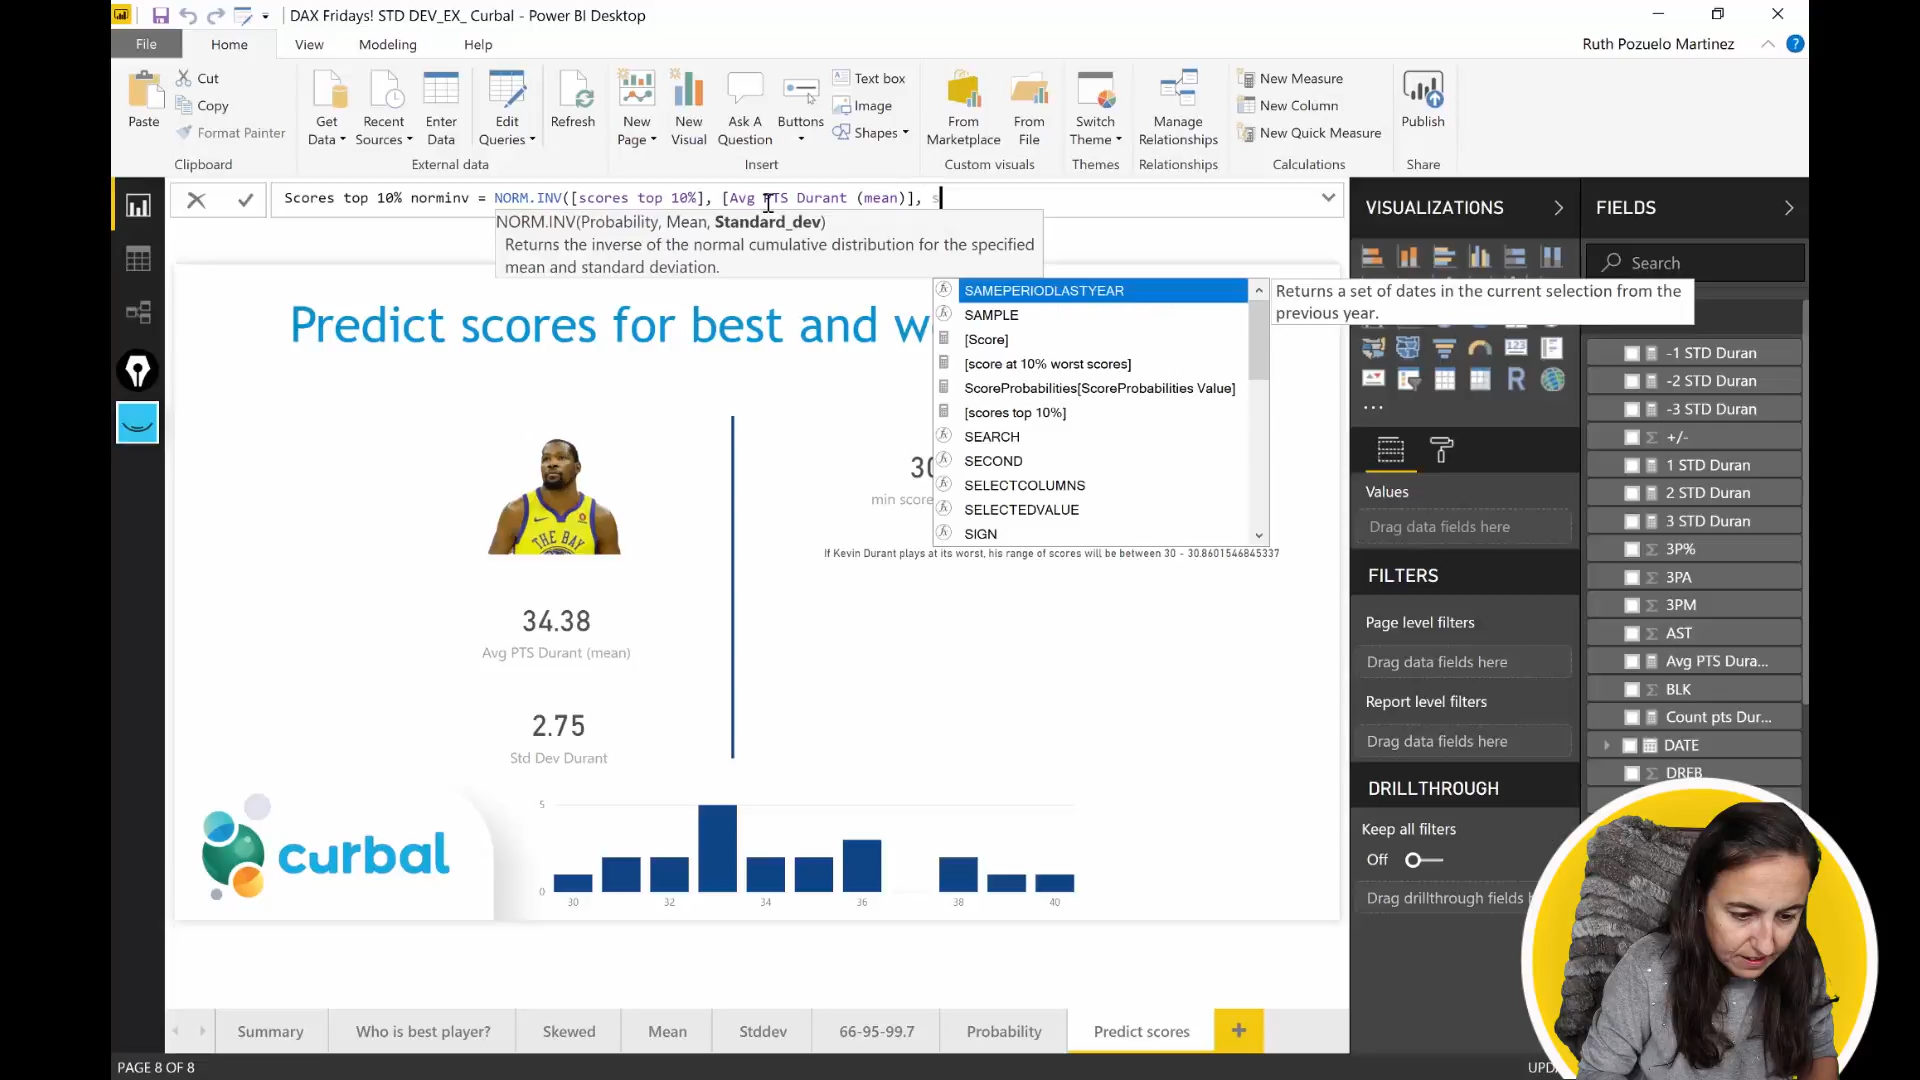 DAX Fridays! STD DEV_EX_ Curbal - Power BI Desktop
File
Home
View
Modeling
Help
Ruth Pozuelo Martinez
?
Paste
Cut
Copy
Format Painter
Clipboard
Get Data
Recent Sources
Enter Data
Edit Queries
Refresh
External data
New Page
New Visual
Ask A Question
Buttons
Text box
Image
Shapes
Insert
From Marketplace
From File
Custom visuals
Switch Theme
Themes
Manage Relationships
Relationships
New Measure
New Column
New Quick Measure
Calculations
Publish
Share
Scores top 10% norminv = NORM.INV([scores top 10%], [Avg PTS Durant (mean)], s
NORM.INV(Probability, Mean, Standard_dev)
Returns the inverse of the normal cumulative distribution for the specified
mean and standard deviation.
SAMEPERIODLASTYEAR
SAMPLE
[Score]
[score at 10% worst scores]
ScoreProbabilities[ScoreProbabilities Value]
[scores top 10%]
SEARCH
SECOND
SELECTCOLUMNS
SELECTEDVALUE
SIGN
Returns a set of dates in the current selection from the
previous year.
Predict scores for best and w
THE BAY
34.38
Avg PTS Durant (mean)
2.75
Std Dev Durant
30
min score
If Kevin Durant plays at its worst, his range of scores will be between 30 - 30.8601546845337
5
0
30
32
34
36
38
40
curbal
VISUALIZATIONS
123
R
Values
Drag data fields here
FILTERS
Page level filters
Drag data fields here
Report level filters
Drag data fields here
DRILLTHROUGH
Keep all filters
Off
Drag drillthrough fields
FIELDS
Search
-1 STD Duran
-2 STD Duran
-3 STD Duran
+/-
1 STD Duran
2 STD Duran
3 STD Duran
3P%
3PA
3PM
AST
Avg PTS Dura...
BLK
Count pts Dur...
DATE
DREB
Summary
Who is best player?
Skewed
Mean
Stddev
66-95-99.7
Probability
Predict scores
+
PAGE 8 OF 8